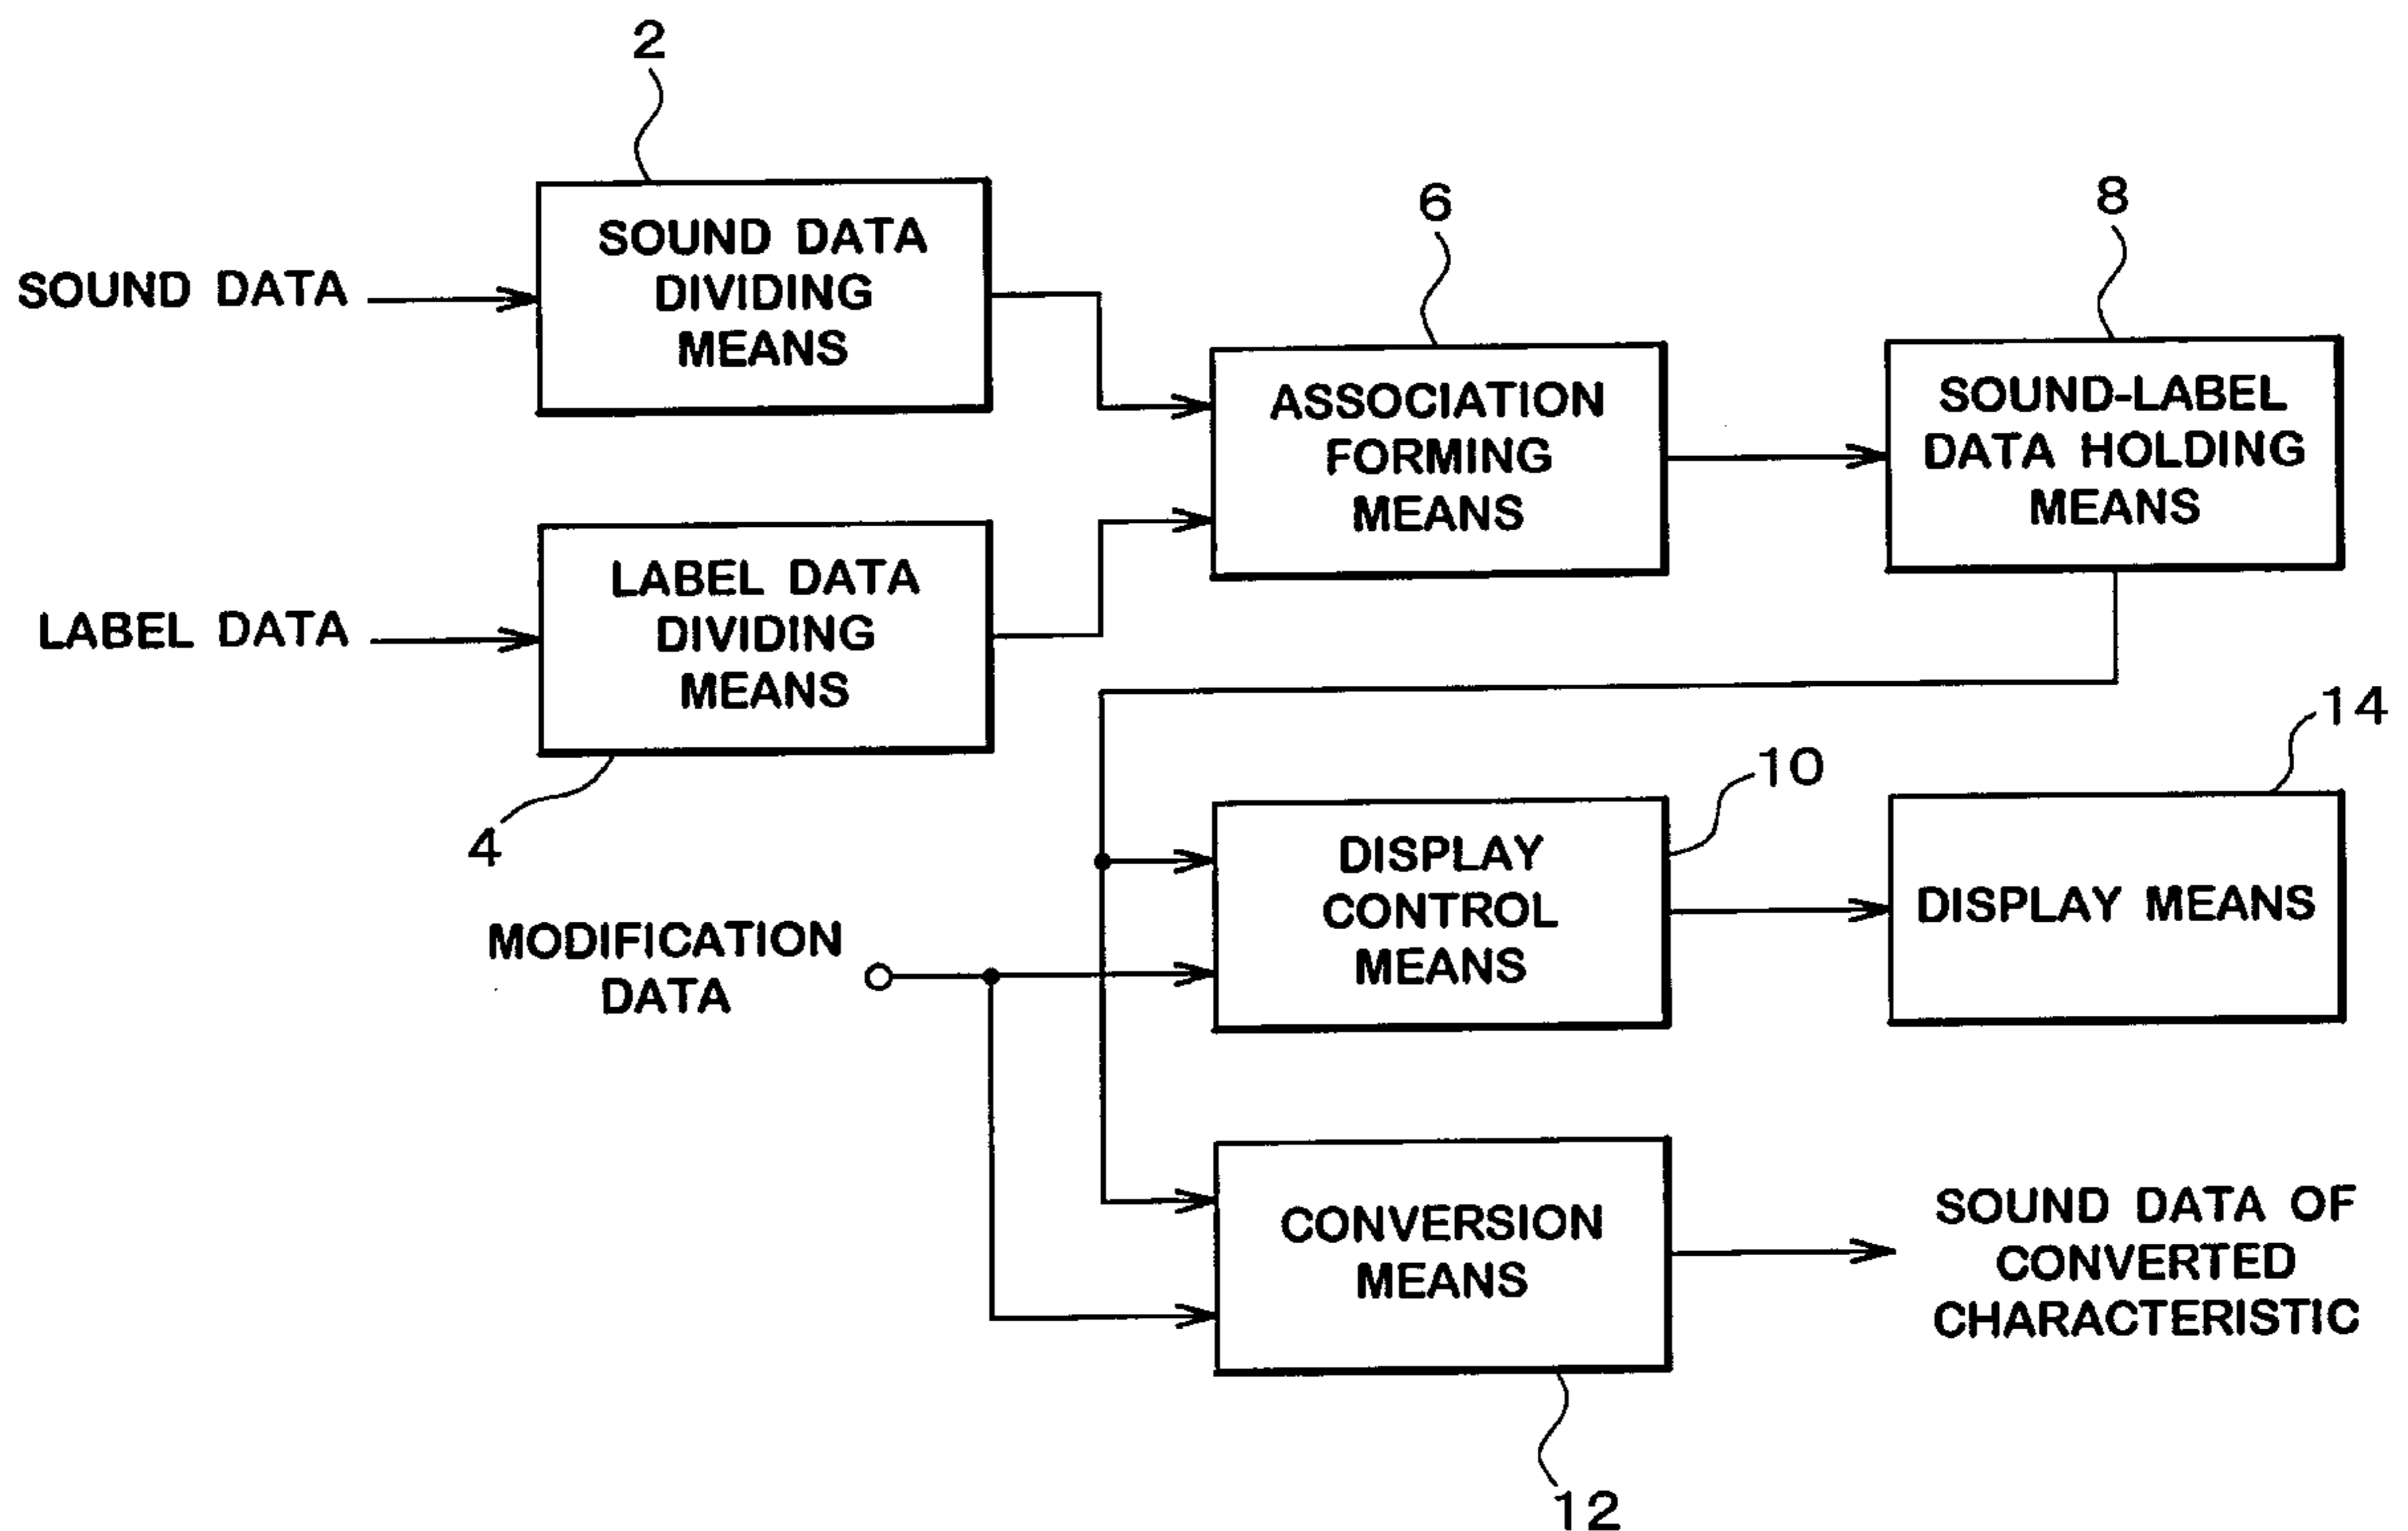 2
SOUND DATA
SOUND DATA
DIVIDING
MEANS
6
ASSOCIATION
FORMING
MEANS
8
SOUND-LABEL
DATA HOLDING
MEANS
LABEL DATA
LABEL DATA
DIVIDING
MEANS
4
MODIFICATION
DATA
10
DISPLAY
CONTROL
MEANS
14
DISPLAY MEANS
CONVERSION
MEANS
12
SOUND DATA OF
CONVERTED
CHARACTERISTIC